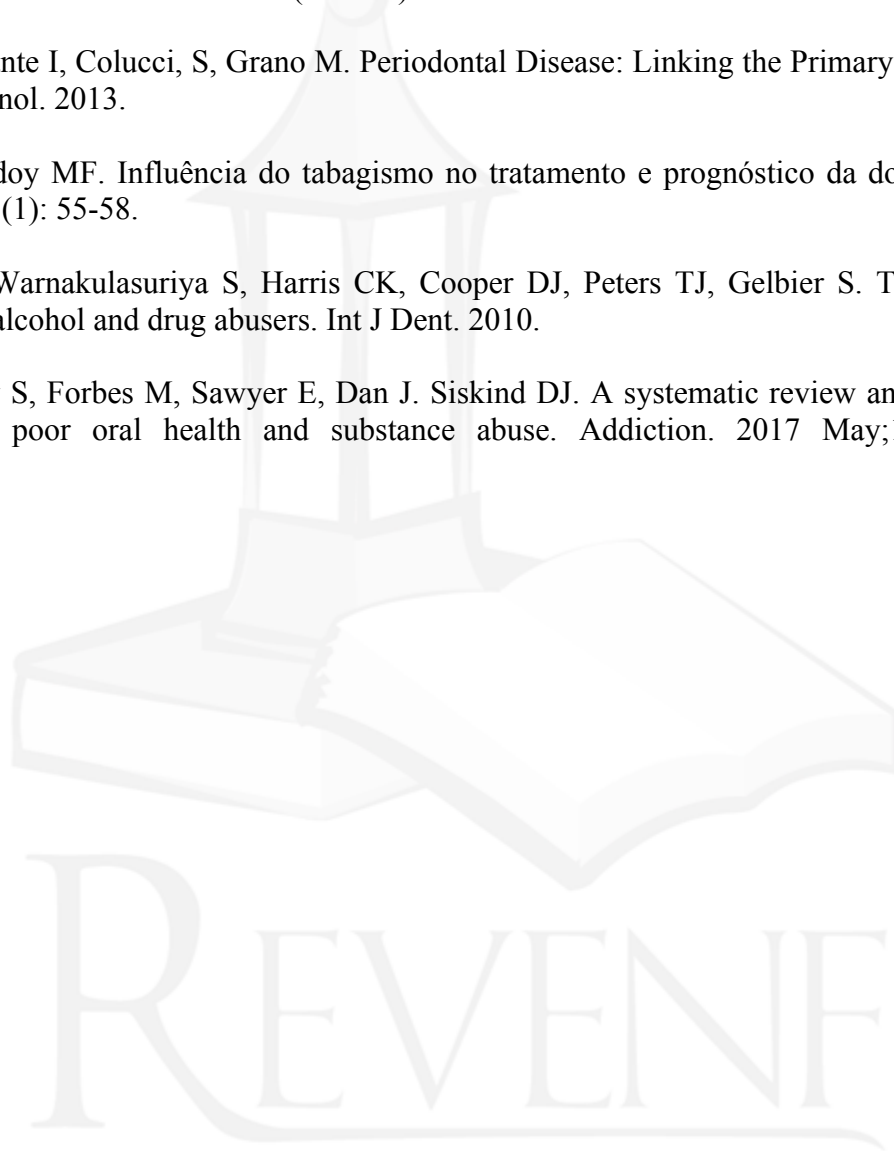 nte I, Colucci, S, Grano M. Periodontal Disease: Linking the Primary
nol. 2013.
doy MF. Influência do tabagismo no tratamento e prognóstico da do
(1): 55-58.
Warnakulasuriya S, Harris CK, Cooper DJ, Peters TJ, Gelbier S. T
alcohol and drug abusers. Int J Dent. 2010.
S, Forbes M, Sawyer E, Dan J. Siskind DJ. A systematic review an
poor oral health and substance abuse. Addiction. 2017 May;
REVENF